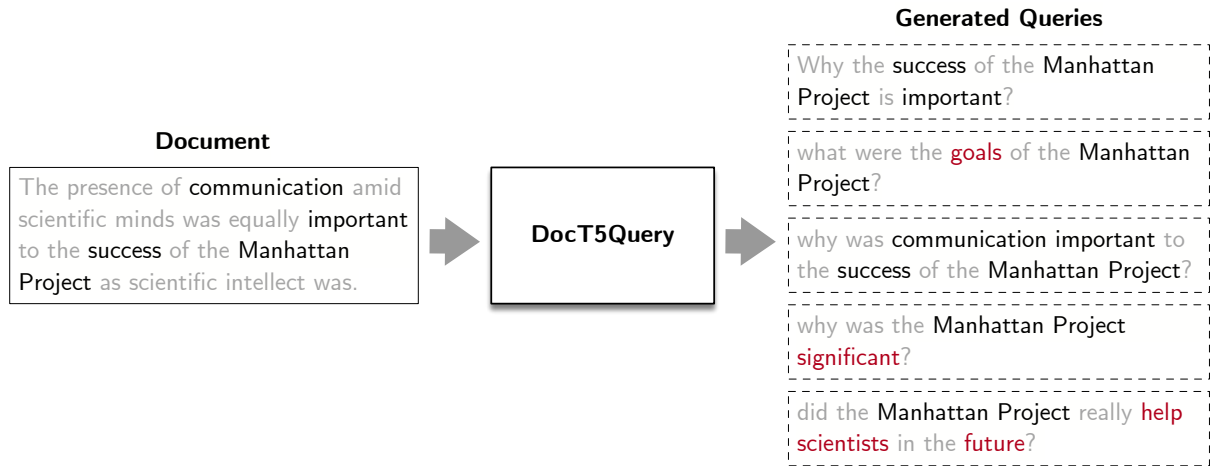 Document
The presence of communication amid
scientific minds was equally important
to the success of the Manhattan
Project as scientific intellect was.
DocT5Query
Generated Queries
Why the success of the Manhattan
Project is important?
what were the goals of the Manhattan
Project?
why was communication important to
the success of the Manhattan Project?
why was the Manhattan Project
significant?
did the Manhattan Project really help
scientists in the future?